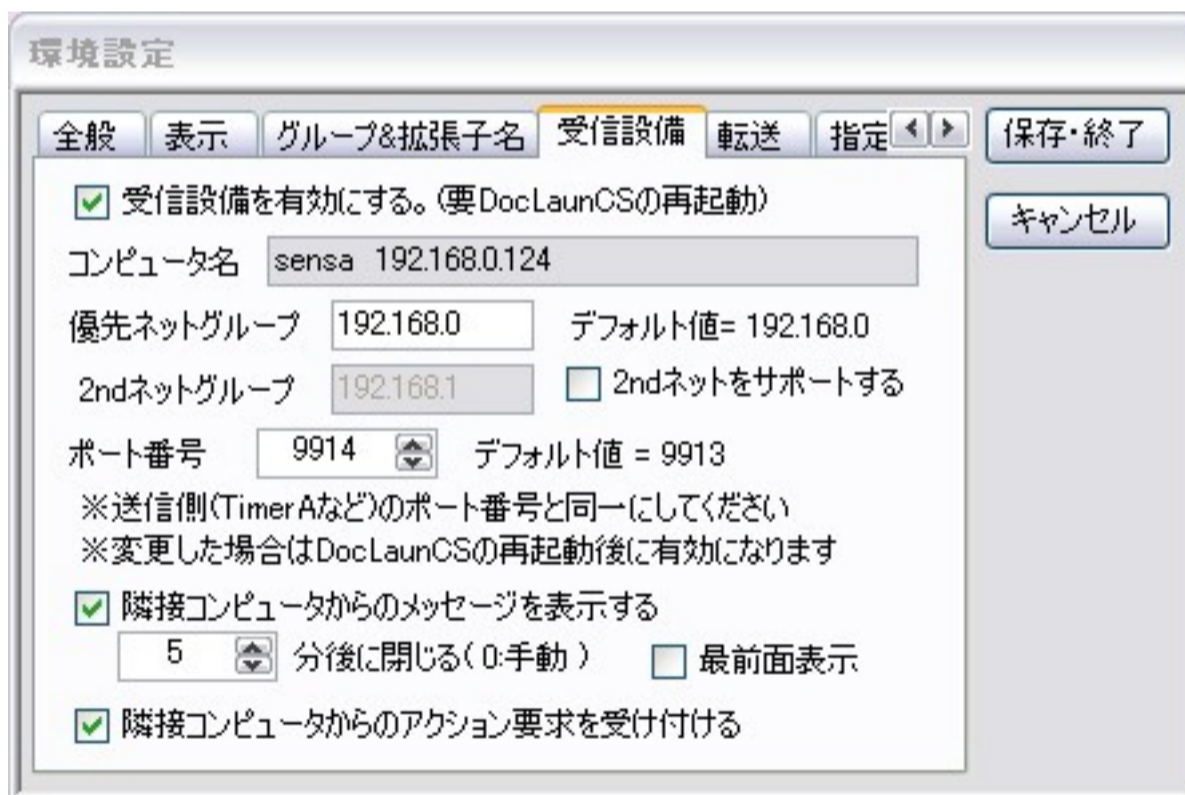 環境設定
全般 表示 グループ&拡張子名 受信設備 転送 指定
保存・終了
キャンセル
受信設備を有効にする。(要DocLaunCSの再起動)
コンピュータ名 sensa 192.168.0.124
優先ネットグループ 192.168.0 デフォルト値= 192.168.0
2ndネットグループ 192.168.1 2ndネットをサポートする
ポート番号 9914 デフォルト値 = 9913
※送信側(TimerAなど)のポート番号と同一にしてください
※変更した場合はDocLaunCSの再起動後に有効になります
隣接コンピュータからのメッセージを表示する
5 分後に閉じる( 0:手動 ) 最前面表示
隣接コンピュータからのアクション要求を受け付ける